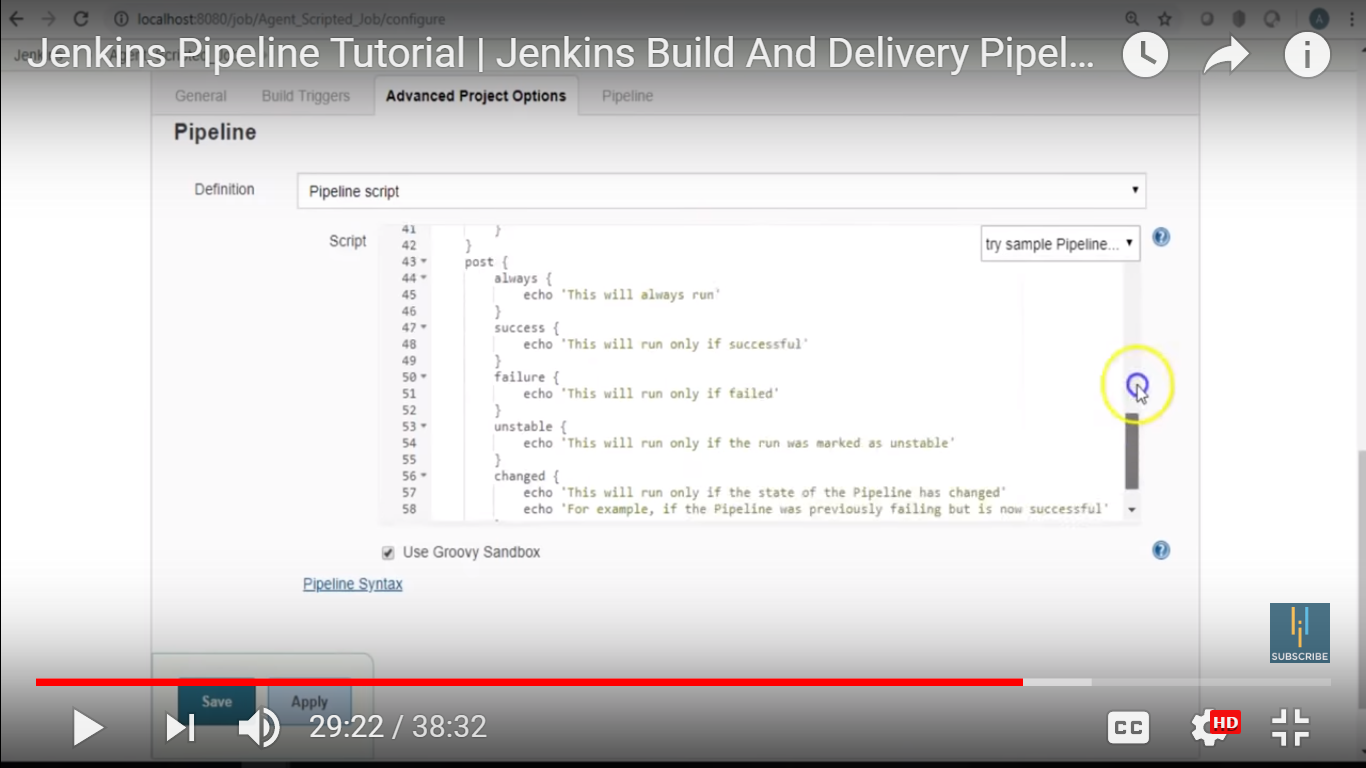 localhost:8080/job/Agent_Scripted_Job/configure
A
Jenkins Pipeline Tutorial | Jenkins Build And Delivery Pipel...
General Build Triggers Advanced Project Options Pipeline
Pipeline
Definition Pipeline script
Script try sample Pipeline...
41 }
42 }
43 post {
44 always {
45 echo 'This will always run'
46 }
47 success {
48 echo 'This will run only if successful'
49 }
50 failure {
51 echo 'This will run only if failed'
52 }
53 unstable {
54 echo 'This will run only if the run was marked as unstable'
55 }
56 changed {
57 echo 'This will run only if the state of the Pipeline has changed'
58 echo 'For example, if the Pipeline was previously failing but is now successful'
Use Groovy Sandbox
Pipeline Syntax
SUBSCRIBE
Save Apply
29:22 / 38:32 CC HD